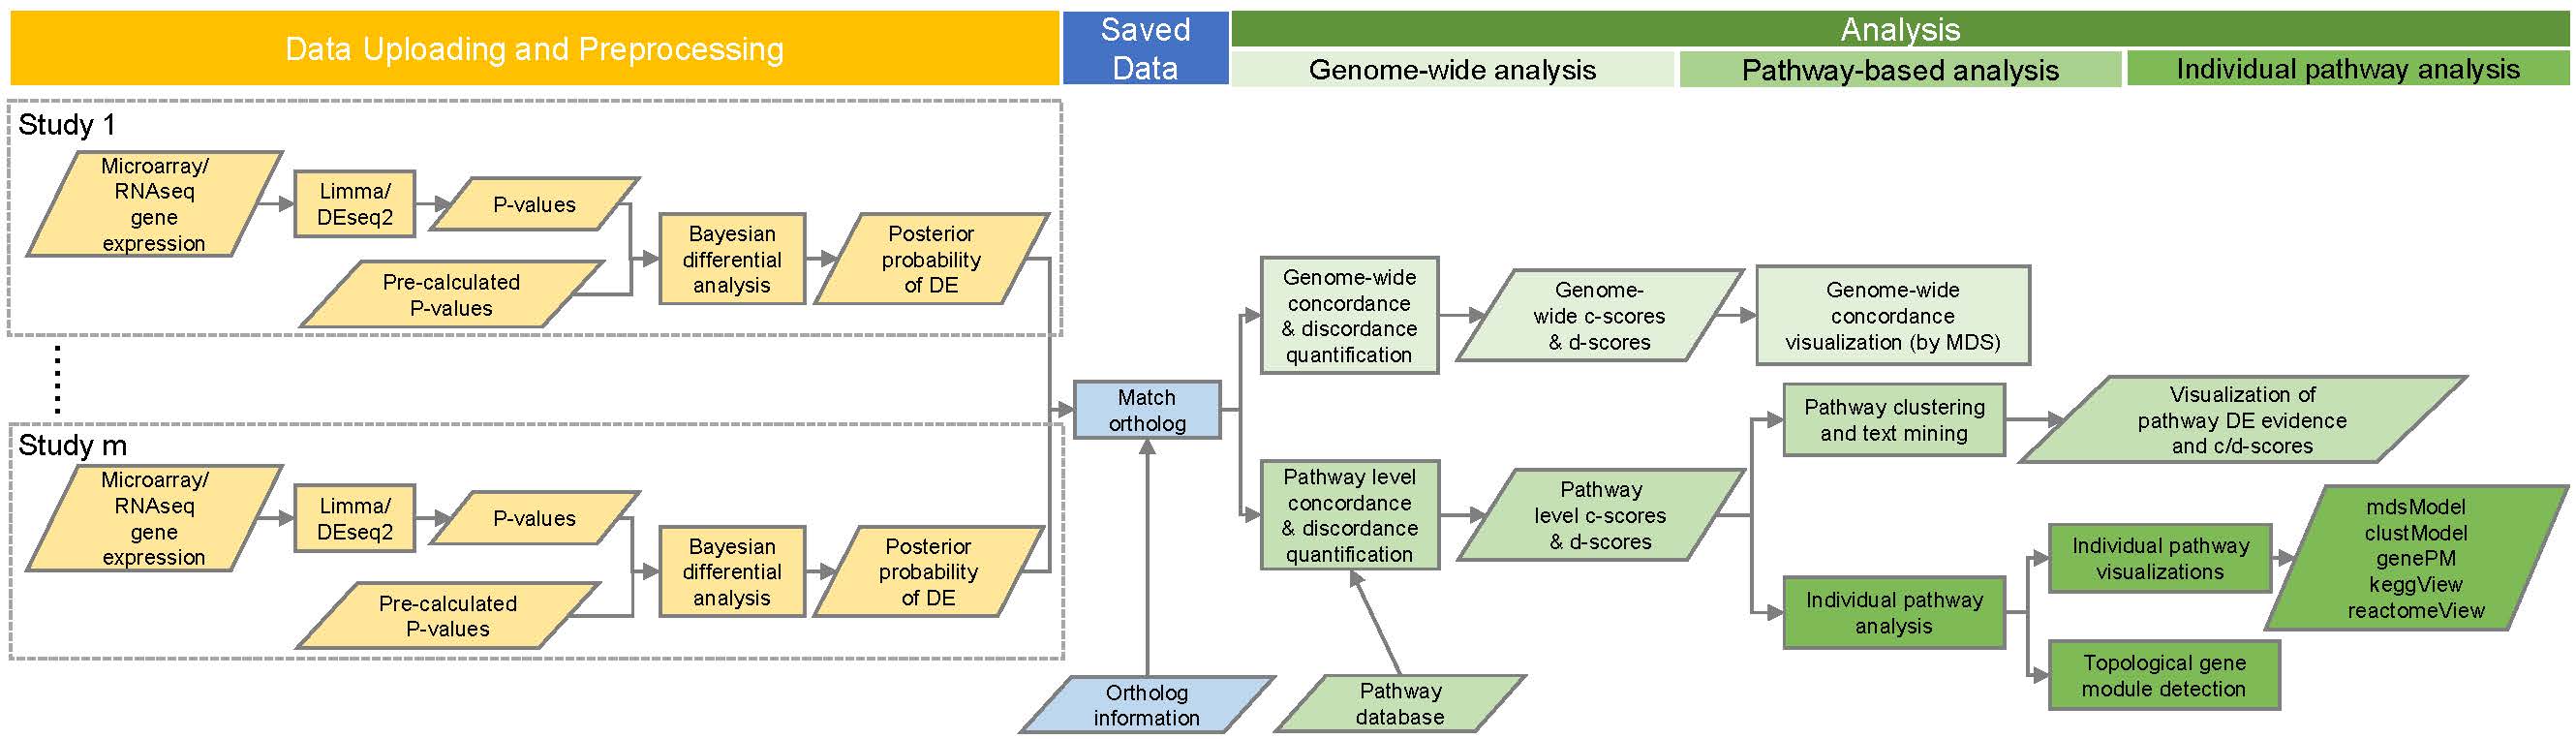 Data Uploading and Preprocessing
Saved
Data
Analysis
Genome-wide analysis
Pathway-based analysis
Individual pathway analysis
Study 1
Microarray/
RNAseq
gene
expression
Limma/
DEseq2
P-values
Pre-calculated
P-values
Bayesian
differential
analysis
Posterior
probability
of DE
Study m
Microarray/
RNAseq
gene
expression
Limma/
DEseq2
P-values
Pre-calculated
P-values
Bayesian
differential
analysis
Posterior
probability
of DE
Match
ortholog
Ortholog
information
Genome-wide
concordance
& discordance
quantification
Genome-
wide c-scores
& d-scores
Genome-wide
concordance
visualization (by MDS)
Pathway level
concordance
& discordance
quantification
Pathway
level c-scores
& d-scores
Pathway
database
Pathway clustering
and text mining
Visualization of
pathway DE evidence
and c/d-scores
Individual pathway
analysis
Individual pathway
visualizations
mdsModel
clustModel
genePM
keggView
reactomeView
Topological gene
module detection